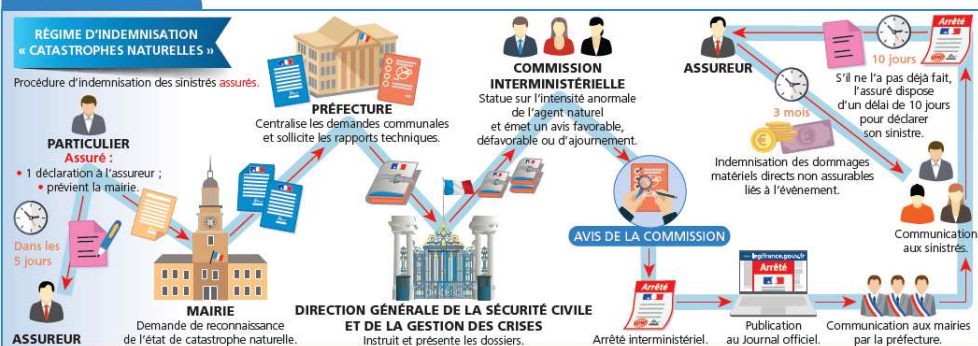 RÉGIME D'INDEMNISATION
« CATASTROPHES NATURELLES »
Procédure d'indemnisation des sinistrés assurés.
PARTICULIER
Assuré :
• 1 déclaration à l'assureur ;
• prévient la mairie.
Dans les
5 jours
ASSUREUR
MAIRIE
Demande de reconnaissance
de l'état de catastrophe naturelle.
PRÉFECTURE
Centralise les demandes communales
et sollicite les rapports techniques.
DIRECTION GÉNÉRALE DE LA SÉCURITÉ CIVILE
ET DE LA GESTION DES CRISES
Instruit et présente les dossiers.
COMMISSION
INTERMINISTÉRIELLE
Statue sur l'intensité anormale
de l'agent naturel
et émet un avis favorable,
défavorable ou d'ajournement.
AVIS DE LA COMMISSION
Arrêté
Arrêté interministériel.
legifrance.gouv.fr
Arrêté
Publication
au Journal officiel.
Communication aux mairies
par la préfecture.
Arrêté
10 jours
S'il ne l'a pas déjà fait,
l'assuré dispose
d'un délai de 10 jours
pour déclarer
son sinistre.
Communication
aux sinistrés.
ASSUREUR
3 mois
Indemnisation des dommages
matériels directs non assurables
liés à l'événement.